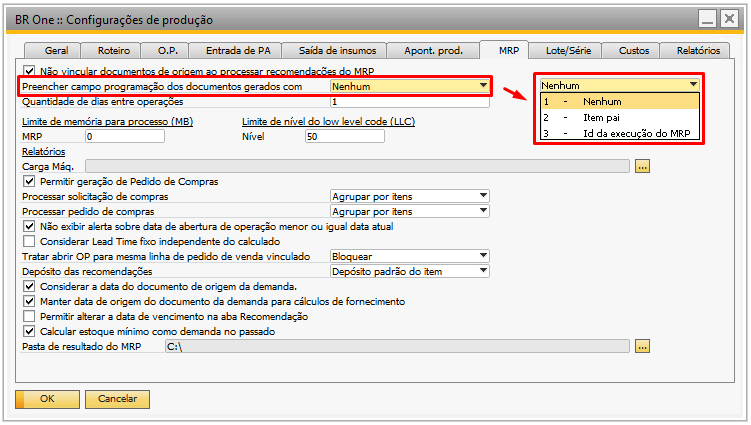 BR One :: Configurações de produção
Geral Roteiro O.P. Entrada de PA Saída de insumos Apont. prod. MRP Lote/Série Custos Relatórios
Não vincular documentos de origem ao processar recomendações do MRP
Preencher campo programação dos documentos gerados com Nenhum
Nenhum
1 - Nenhum
2 - Item pai
3 - Id da execução do MRP
Quantidade de dias entre operações 1
Limite de memória para processo (MB) Limite de nível do low level code (LLC)
MRP 0 Nível 50
Relatórios
Carga Máq. ...
Permitir geração de Pedido de Compras
Processar solicitação de compras Agrupar por itens
Processar pedido de compras Agrupar por itens
Não exibir alerta sobre data de abertura de operação menor ou igual data atual
Considerar Lead Time fixo independente do calculado
Tratar abrir OP para mesma linha de pedido de venda vinculado Bloquear
Depósito das recomendações Depósito padrão do item
Considerar a data do documento de origem da demanda.
Manter data de origem do documento da demanda para cálculos de fornecimento
Permitir alterar a data de vencimento na aba Recomendação
Calcular estoque mínimo como demanda no passado
Pasta de resultado do MRP C:\ ...
OK Cancelar